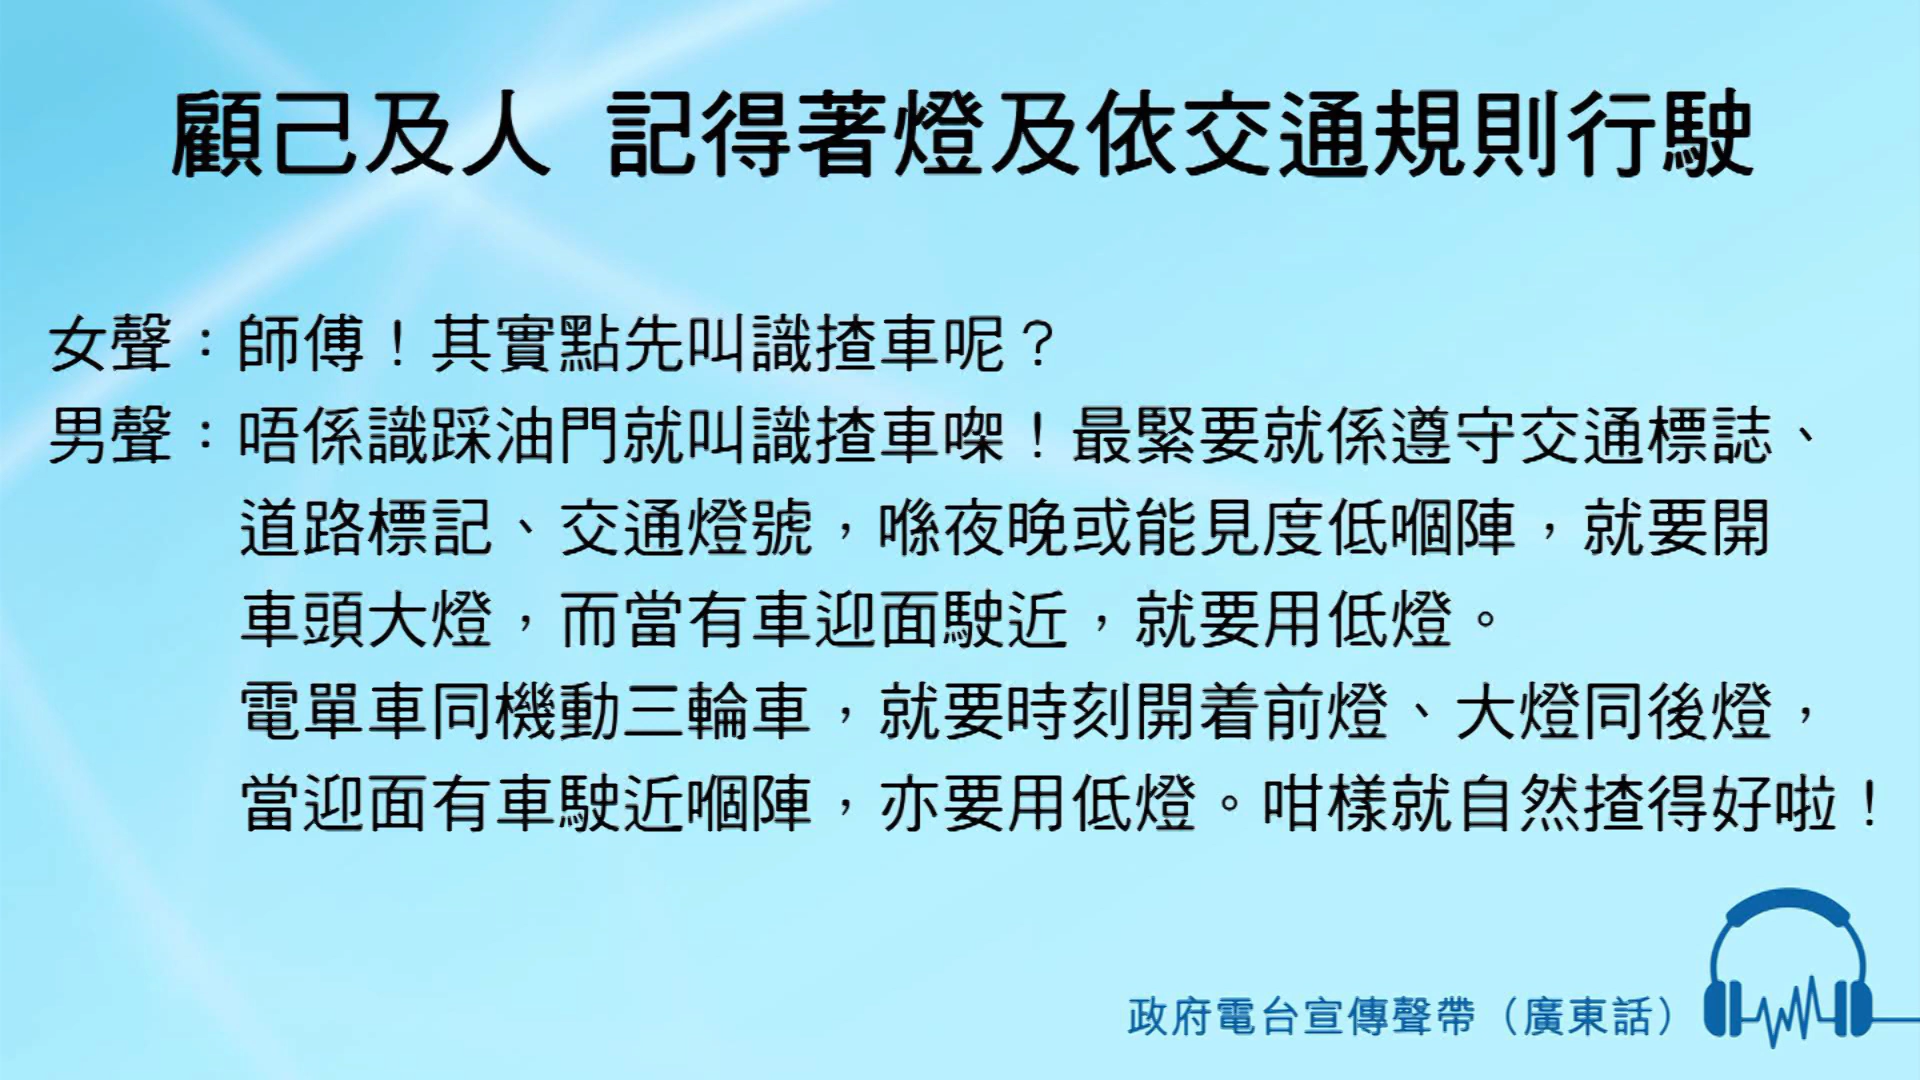 顧己及人 記得著燈及依交通規則行駛
女聲：師傅！其實點先叫識揸車呢？
男聲：唔係識踩油門就叫識揸車㗎！最緊要就係遵守交通標誌、
道路標記、交通燈號，喺夜晚或能見度低嗰陣，就要開
車頭大燈，而當有車迎面駛近，就要用低燈。
電單車同機動三輪車，就要時刻開着前燈、大燈同後燈，
當迎面有車駛近嗰陣，亦要用低燈。咁樣就自然揸得好啦！
政府電台宣傳聲帶（廣東話）